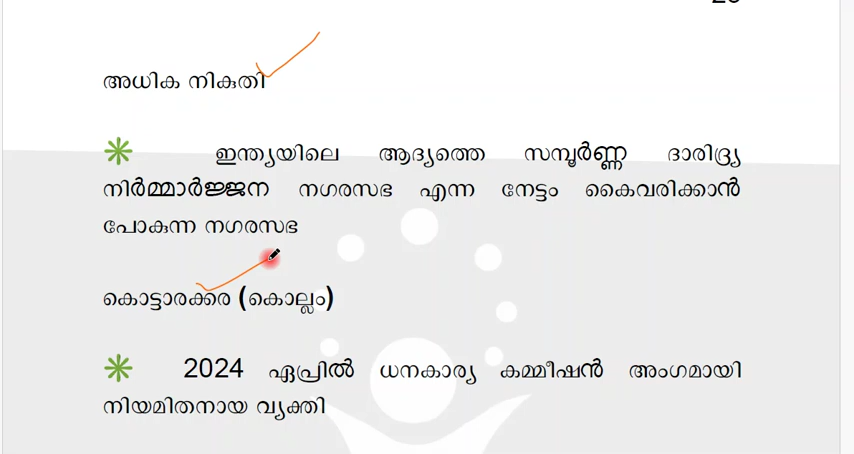 അധിക നികുതി
✳ ഇന്ത്യയിലെ ആദ്യത്തെ സമ്പൂർണ്ണ ദാരിദ്ര്യ
നിർമ്മാർജ്ജന നഗരസഭ എന്ന നേട്ടം കൈവരിക്കാൻ
പോകുന്ന നഗരസഭ
കൊട്ടാരക്കര (കൊല്ലം)
✳ 2024 ഏപ്രിൽ ധനകാര്യ കമ്മീഷൻ അംഗമായി
നിയമിതനായ വ്യക്തി